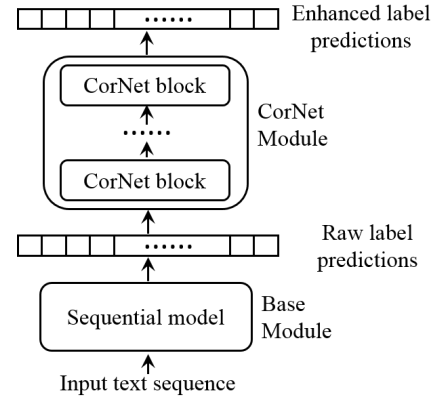 Enhanced label
predictions
......
CorNet block
......
CorNet block
CorNet
Module
......
Raw label
predictions
Sequential model
Base
Module
Input text sequence